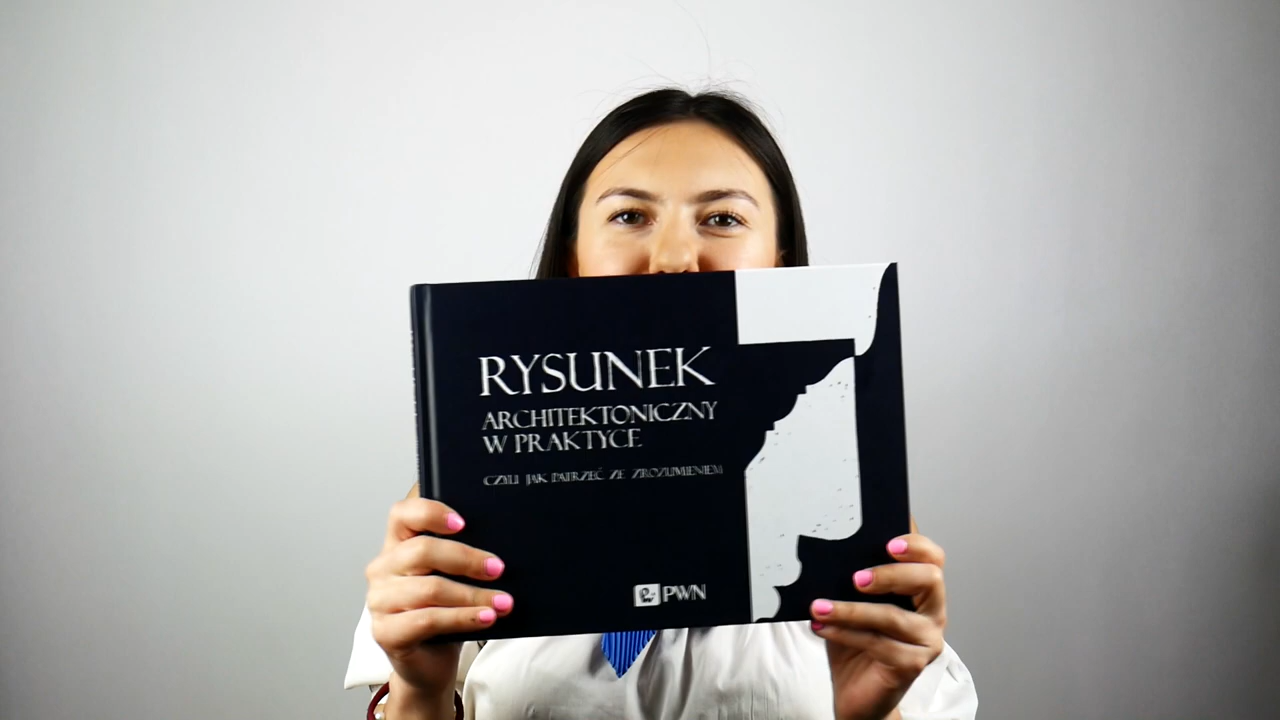 RYSUNEK
ARCHITEKTONICZNY
W PRAKTYCE
CZYLI JAK PATRZEĆ ZE ZROZUMIENIEM
PWN